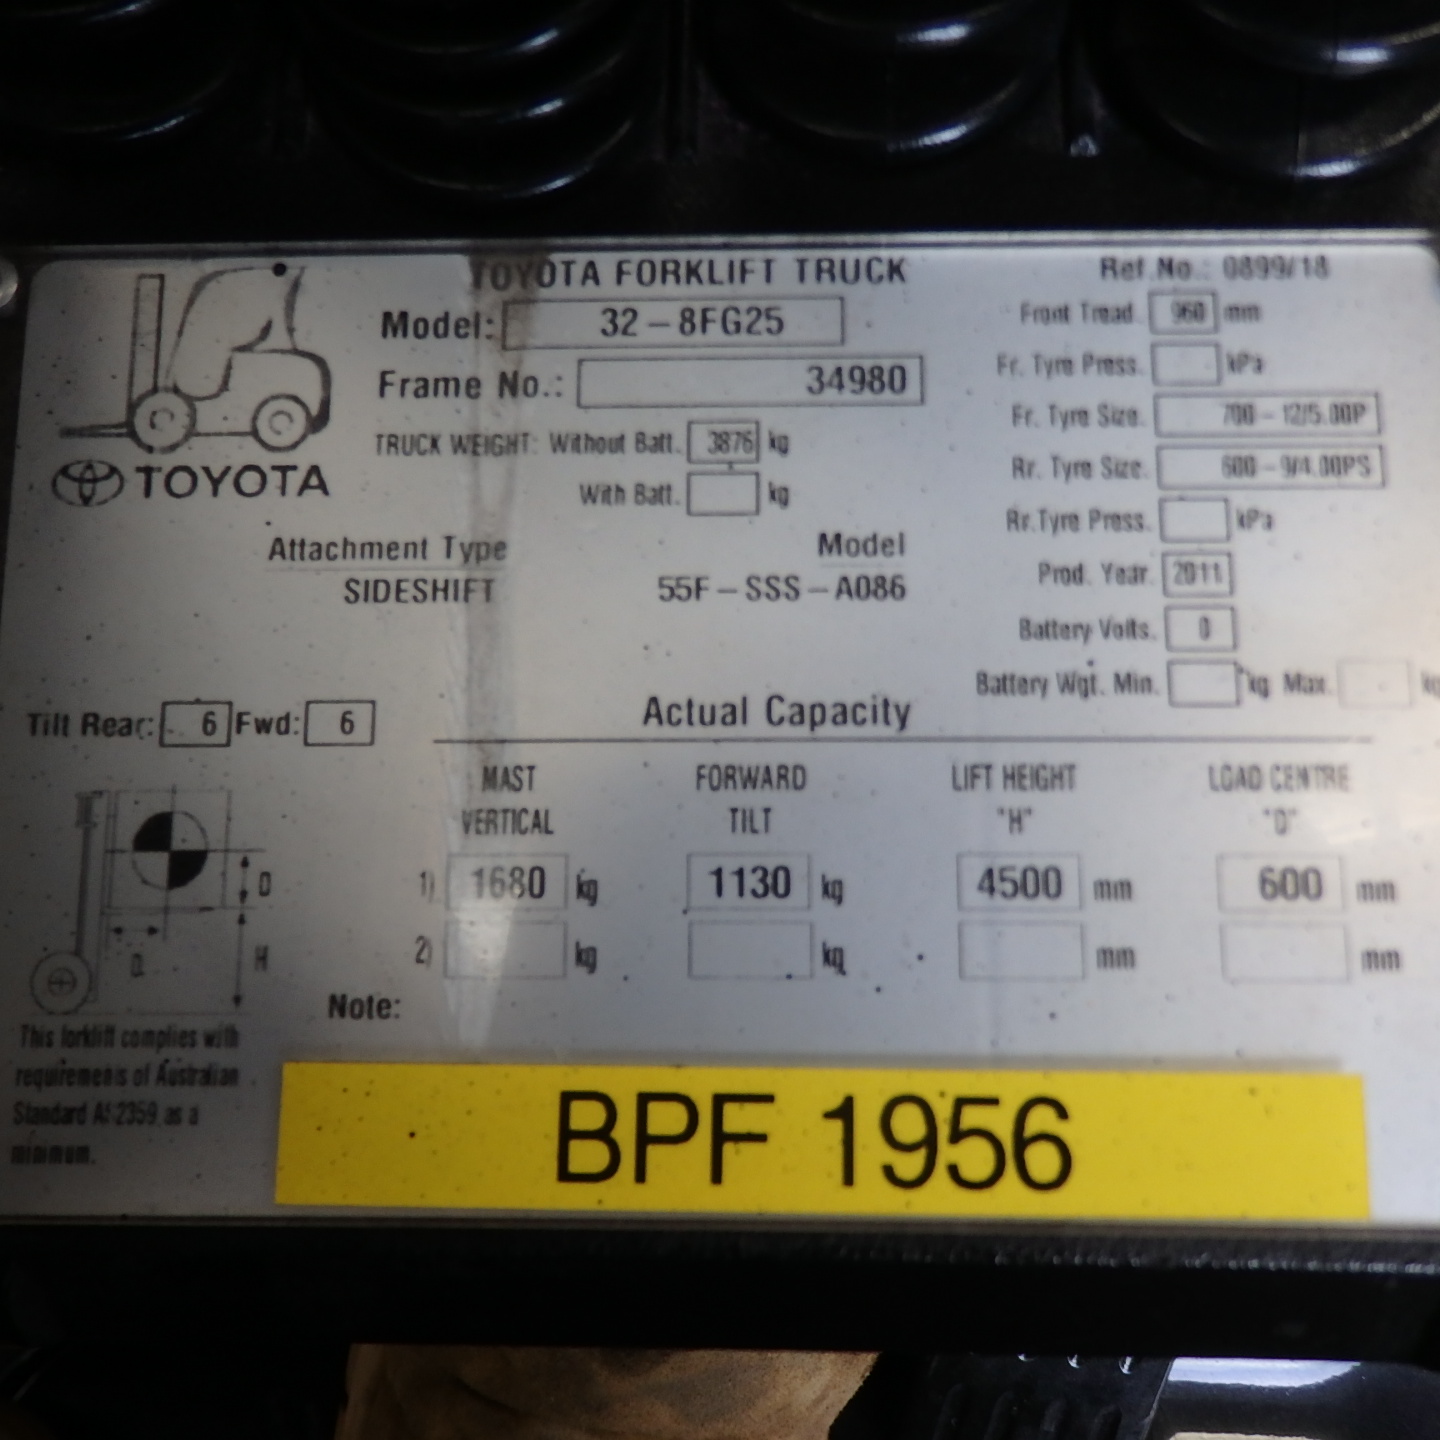 TOYOTA FORKLIFT TRUCK
Ref No.: 0899/18
Model: 32-8FG25
Front Tread. 960 mm
Frame No.: 34980
Fr. Tyre Press. kPa
Fr. Tyre Size. 700-12/5.00P
TRUCK WEIGHT: Without Batt. 3876 kg
Rr. Tyre Size. 600-9/4.00PS
TOYOTA
With Batt. kg
Rr.Tyre Press. kPa
Attachment Type Model
Prod. Year. 2011
SIDESHIFT 55F-SSS-A086
Battery Volts. 0
Battery Wgt. Min. kg Max. kg
Tilt Rear: 6 Fwd: 6
Actual Capacity
MAST FORWARD LIFT HEIGHT LOAD CENTRE
VERTICAL TILT "H" "D"
1) 1680 kg 1130 kg 4500 mm 600 mm
D
2) kg kg mm mm
D H
Note:
This forklift complies with
requirements of Australian
Standard AS 2359 as a
minimum.
BPF 1956